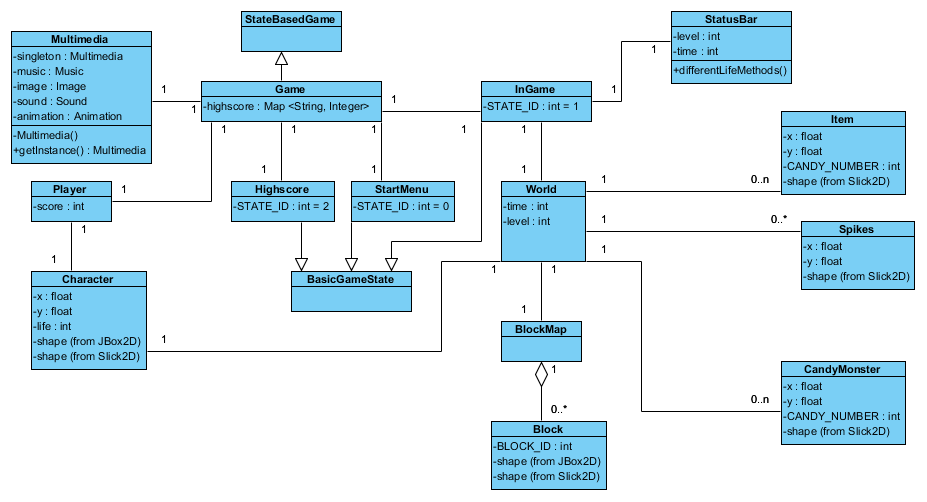 StateBasedGame
Multimedia
-singleton : Multimedia
-music : Music
-image : Image
-sound : Sound
-animation : Animation
-Multimedia()
+getInstance() : Multimedia
1
1
Game
-highscore : Map <String, Integer>
1
1
1
1
1
InGame
-STATE_ID : int = 1
1
1
1
StatusBar
-level : int
-time : int
+differentLifeMethods()
1
Item
-x : float
-y : float
-CANDY_NUMBER : int
-shape (from Slick2D)
0..n
1
Player
-score : int
1
1
1
Highscore
-STATE_ID : int = 2
1
StartMenu
-STATE_ID : int = 0
1
World
-time : int
-level : int
1
1
1
1
1
0..*
Spikes
-x : float
-y : float
-shape (from Slick2D)
BasicGameState
1
Character
-x : float
-y : float
-life : int
-shape (from JBox2D)
-shape (from Slick2D)
1
1
BlockMap
1
0..*
Block
-BLOCK_ID : int
-shape (from JBox2D)
-shape (from Slick2D)
0..n
CandyMonster
-x : float
-y : float
-CANDY_NUMBER : int
-shape (from Slick2D)